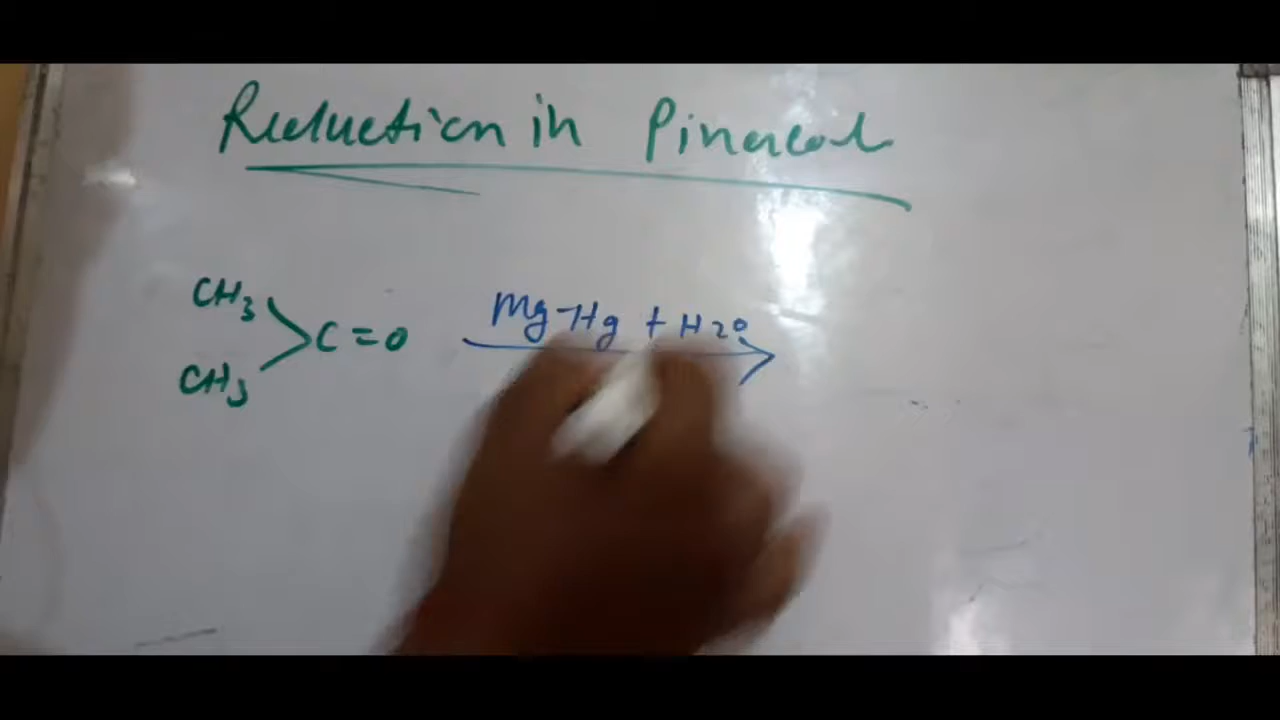 Reduction in Pinacol
CH3
Mg-Hg + H2O
C=O
CH3